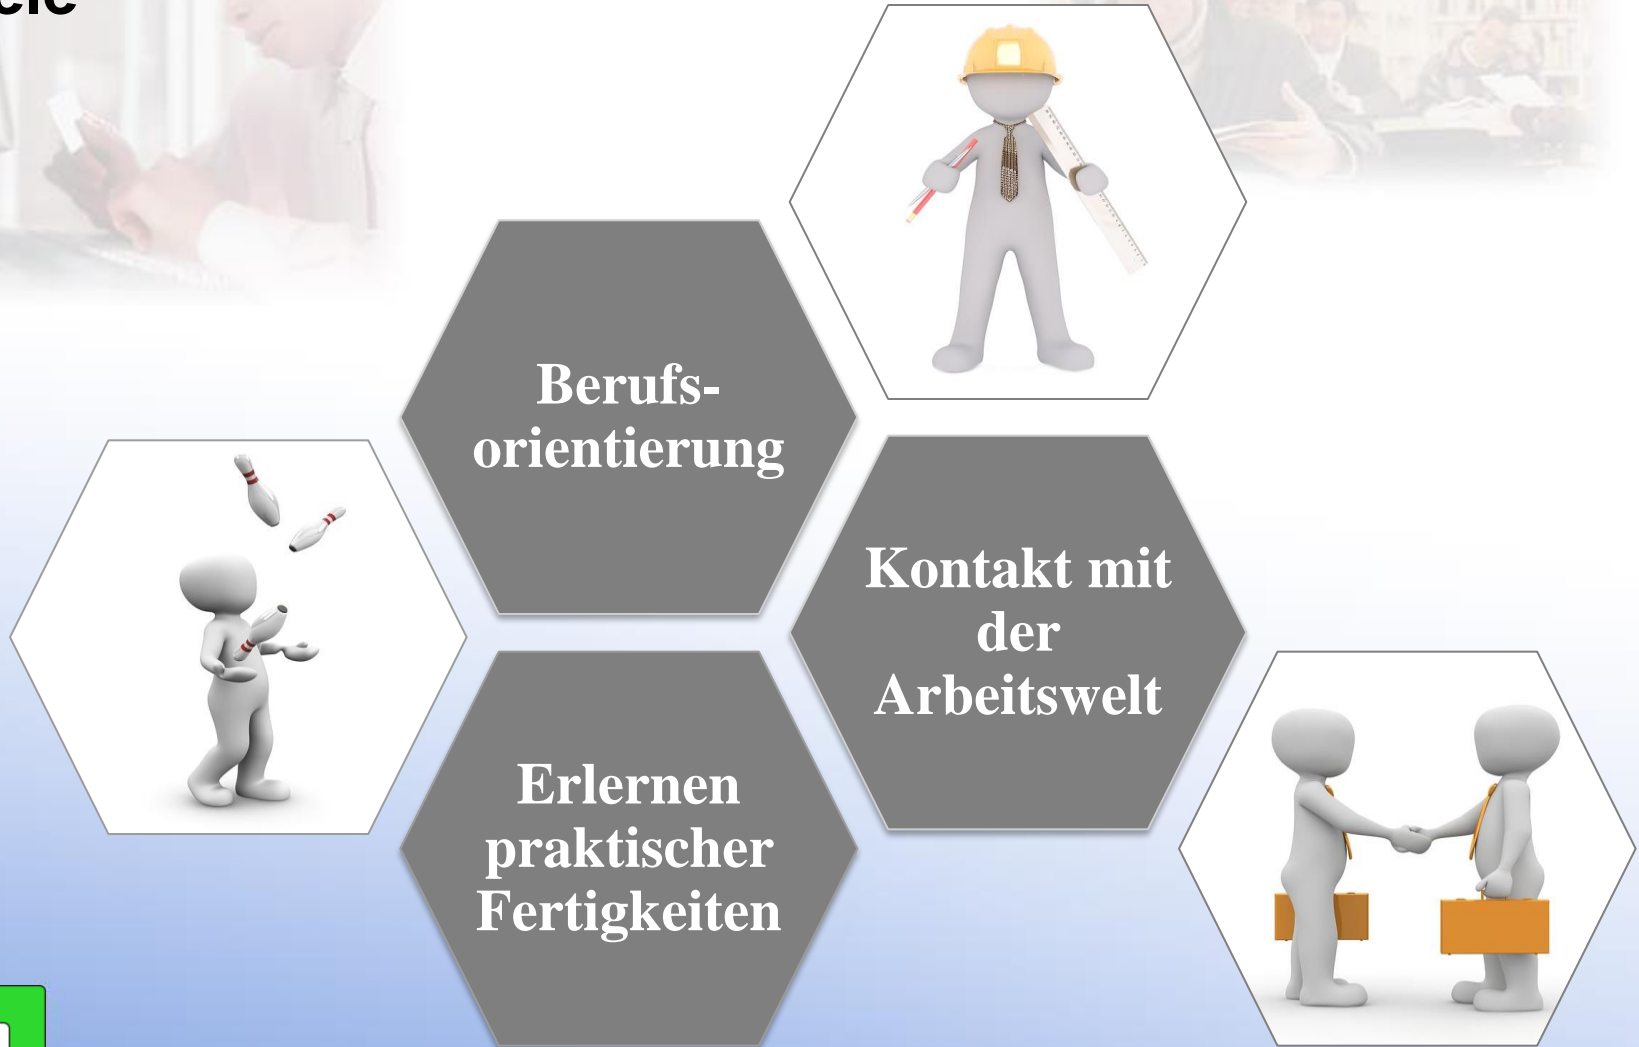 Berufs-
orientierung
Kontakt mit
der
Arbeitswelt
Erlernen
praktischer
Fertigkeiten